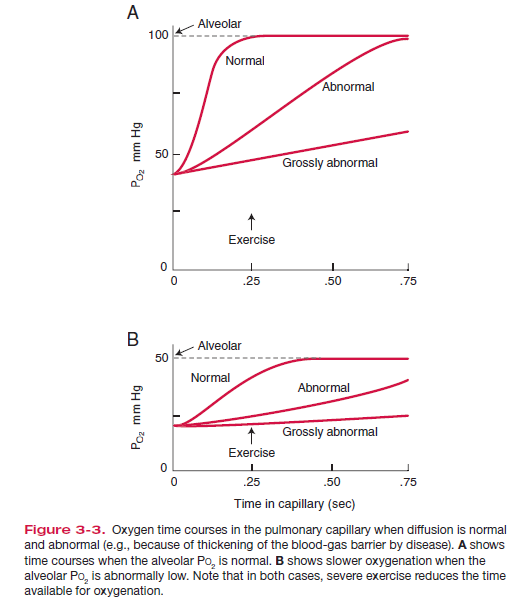 A
Alveolar
100
Normal
Abnormal
50
Grossly abnormal
PO2 mm Hg
Exercise
0
0 .25 .50 .75
B
Alveolar
50
Normal
Abnormal
Grossly abnormal
PO2 mm Hg
Exercise
0
0 .25 .50 .75
Time in capillary (sec)
Figure 3-3. Oxygen time courses in the pulmonary capillary when diffusion is normal
and abnormal (e.g., because of thickening of the blood-gas barrier by disease). A shows
time courses when the alveolar PO2 is normal. B shows slower oxygenation when the
alveolar PO2 is abnormally low. Note that in both cases, severe exercise reduces the time
available for oxygenation.